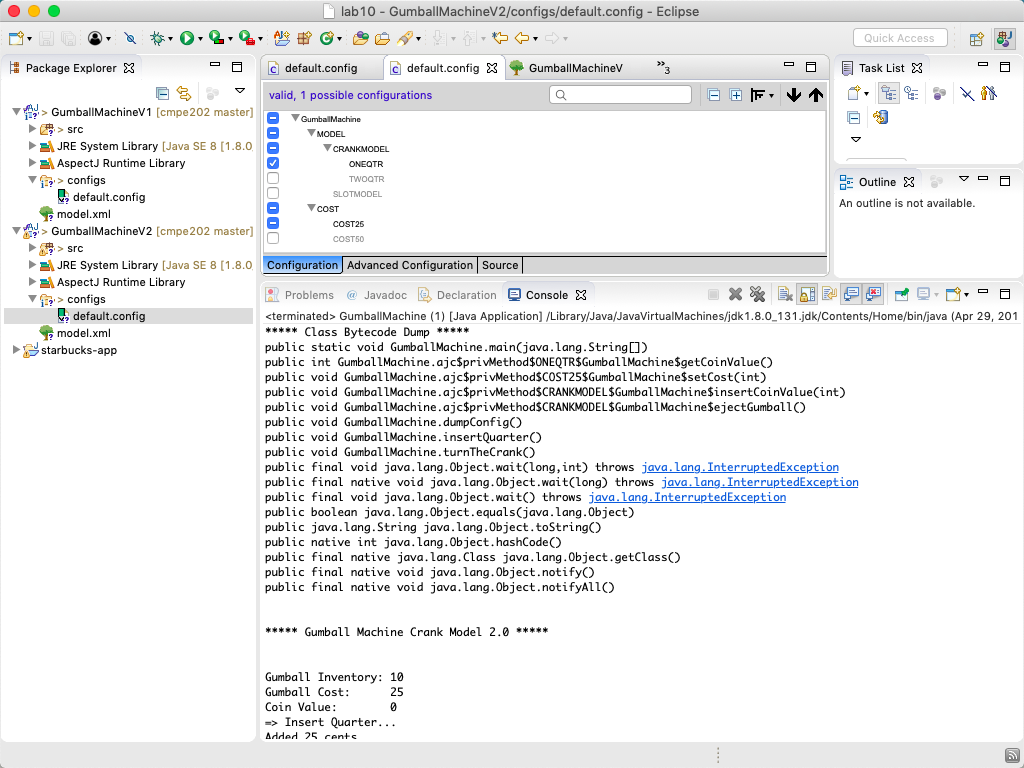 lab10 - GumballMachineV2/configs/default.config - Eclipse
Quick Access
Package Explorer
> GumballMachineV1 [cmpe202 master]
> src
JRE System Library [Java SE 8 [1.8.0
AspectJ Runtime Library
> configs
default.config
model.xml
> GumballMachineV2 [cmpe202 master]
> src
JRE System Library [Java SE 8 [1.8.0
AspectJ Runtime Library
> configs
default.config
model.xml
starbucks-app
default.config
default.config
GumballMachineV
»3
valid, 1 possible configurations
GumballMachine
MODEL
CRANKMODEL
ONEQTR
TWOQTR
SLOTMODEL
COST
COST25
COST50
Configuration
Advanced Configuration
Source
Task List
Outline
An outline is not available.
Problems
@ Javadoc
Declaration
Console
<terminated> GumballMachine (1) [Java Application] /Library/Java/JavaVirtualMachines/jdk1.8.0_131.jdk/Contents/Home/bin/java (Apr 29, 201
***** Class Bytecode Dump *****
public static void GumballMachine.main(java.lang.String[])
public int GumballMachine.ajc$privMethod$ONEQTR$GumballMachine$getCoinValue()
public void GumballMachine.ajc$privMethod$COST25$GumballMachine$setCost(int)
public void GumballMachine.ajc$privMethod$CRANKMODEL$GumballMachine$insertCoinValue(int)
public void GumballMachine.ajc$privMethod$CRANKMODEL$GumballMachine$ejectGumball()
public void GumballMachine.dumpConfig()
public void GumballMachine.insertQuarter()
public void GumballMachine.turnTheCrank()
public final void java.lang.Object.wait(long,int) throws java.lang.InterruptedException
public final native void java.lang.Object.wait(long) throws java.lang.InterruptedException
public final void java.lang.Object.wait() throws java.lang.InterruptedException
public boolean java.lang.Object.equals(java.lang.Object)
public java.lang.String java.lang.Object.toString()
public native int java.lang.Object.hashCode()
public final native java.lang.Class java.lang.Object.getClass()
public final native void java.lang.Object.notify()
public final native void java.lang.Object.notifyAll()
***** Gumball Machine Crank Model 2.0 *****
Gumball Inventory: 10
Gumball Cost: 25
Coin Value: 0
=> Insert Quarter...
Added 25 cents